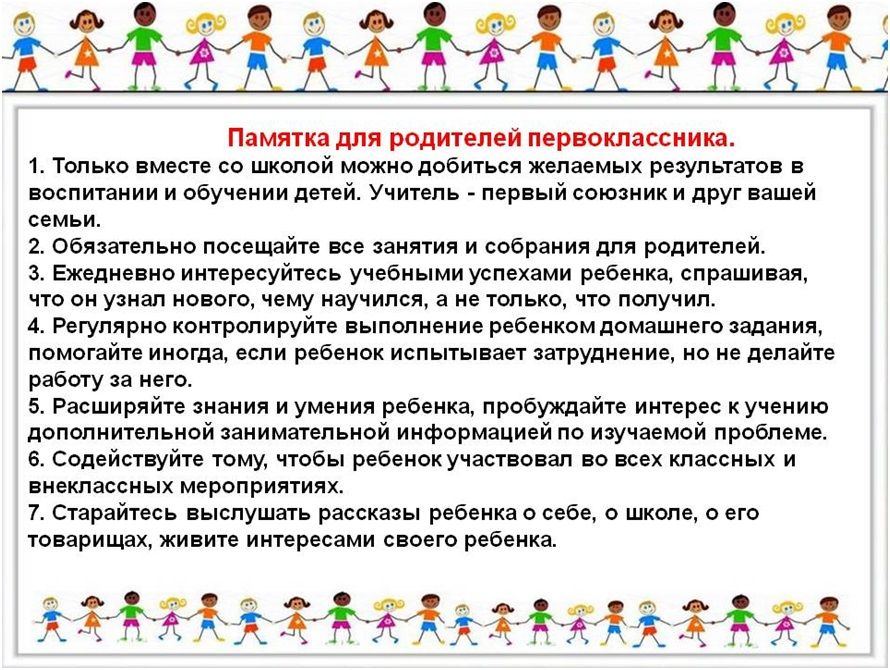 Памятка для родителей первоклассника.
1. Только вместе со школой можно добиться желаемых результатов в
воспитании и обучении детей. Учитель - первый союзник и друг вашей
семьи.
2. Обязательно посещайте все занятия и собрания для родителей.
3. Ежедневно интересуйтесь учебными успехами ребенка, спрашивая,
что он узнал нового, чему научился, а не только, что получил.
4. Регулярно контролируйте выполнение ребенком домашнего задания,
помогайте иногда, если ребенок испытывает затруднение, но не делайте
работу за него.
5. Расширяйте знания и умения ребенка, пробуждайте интерес к учению
дополнительной занимательной информацией по изучаемой проблеме.
6. Содействуйте тому, чтобы ребенок участвовал во всех классных и
внеклассных мероприятиях.
7. Старайтесь выслушать рассказы ребенка о себе, о школе, о его
товарищах, живите интересами своего ребенка.